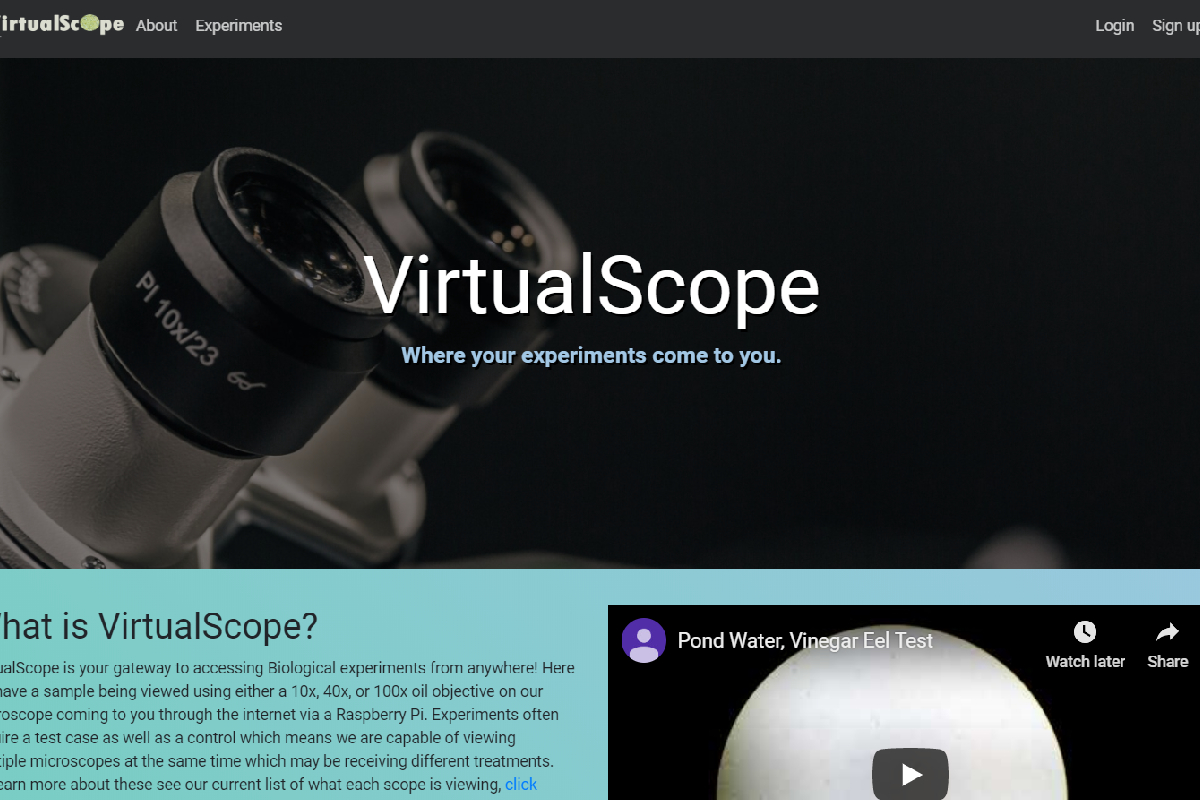 VirtualScope About Experiments Login Sign up
PI 10x/23
VirtualScope
Where your experiments come to you.
What is VirtualScope?
ualScope is your gateway to accessing Biological experiments from anywhere! Here
have a sample being viewed using either a 10x, 40x, or 100x oil objective on our
roscope coming to you through the internet via a Raspberry Pi. Experiments often
ire a test case as well as a control which means we are capable of viewing
tiple microscopes at the same time which may be receiving different treatments.
earn more about these see our current list of what each scope is viewing, click
Pond Water, Vinegar Eel Test
Watch later Share